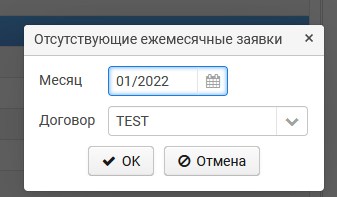 Отсутствующие ежемесячные заявки ×
Месяц 01/2022
Договор TEST
OK Отмена